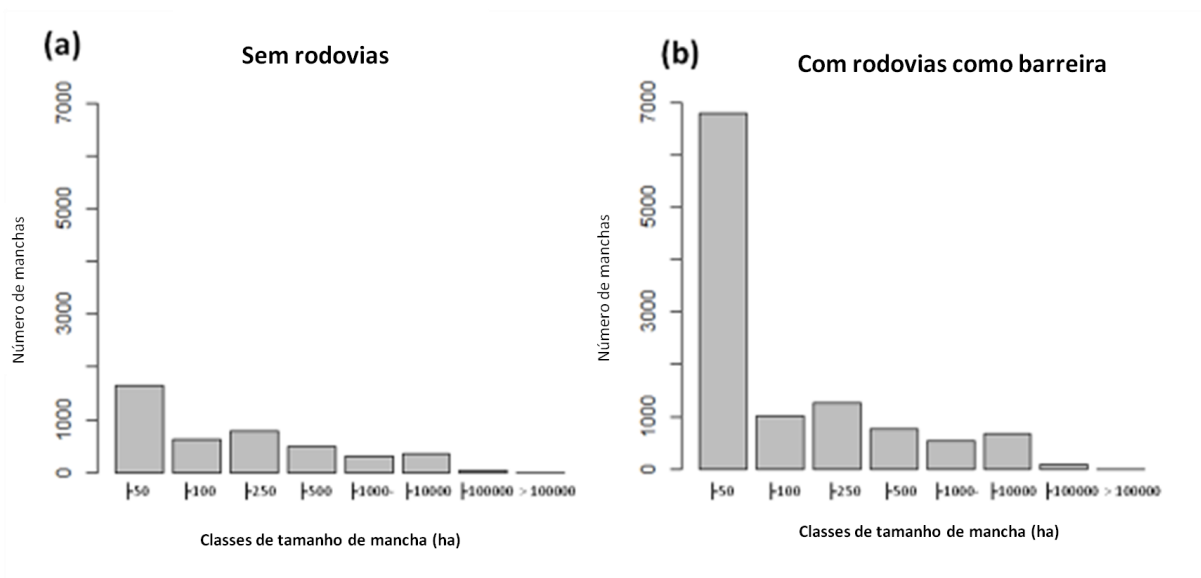 (a)
Sem rodovias
Número de manchas
7000
5000
3000
1000
0
├50 ├100 ├250 ├500 ├1000- ├10000 ├100000 > 100000
Classes de tamanho de mancha (ha)
(b)
Com rodovias como barreira
Número de manchas
7000
5000
3000
1000
0
├50 ├100 ├250 ├500 ├1000- ├10000 ├100000 > 100000
Classes de tamanho de mancha (ha)